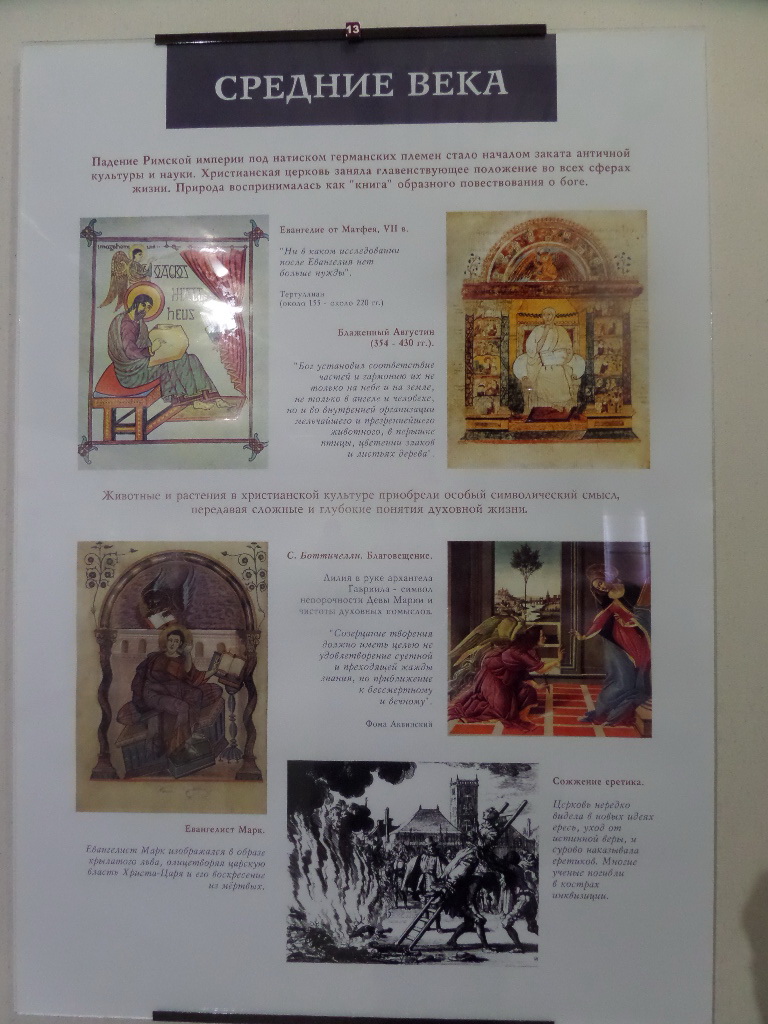 13
СРЕДНИЕ ВЕКА
Падение Римской империи под натиском германских племен стало началом заката античной
культуры и науки. Христианская церковь заняла главенствующее положение во всех сферах
жизни. Природа воспринималась как "книга" образного повествования о боге.
Евангелие от Матфея, VII в.
"Ни в каком исследовании
после Евангелия нет
больше нужды".
Тертуллиан
(около 155 - около 220 гг.)
Блаженный Августин
(354 - 430 гг.).
"Бог установил соответствие
частей и гармонию их не
только на небе и на земле,
не только в ангеле и человеке,
но и во внутренней организации
мельчайшего и презреннейшего
животного, в перышке
птицы, цветении злаков
и листьях дерева".
Животные и растения в христианской культуре приобрели особый символический смысл,
передавая сложные и глубокие понятия духовной жизни.
С. Боттичелли. Благовещение.
Лилия в руке архангела
Гавриила - символ
непорочности Девы Марии и
чистоты духовных помыслов.
"Созерцание творения
должно иметь целью не
удовлетворение суетной
и преходящей жажды
знания, но приближение
к бессмертному
и вечному".
Фома Аквинский
Евангелист Марк.
Евангелист Марк изображался в образе
крылатого льва, олицетворяя царскую
власть Христа-Царя и его воскресение
из мёртвых.
Сожжение еретика.
Церковь нередко
видела в новых идеях
ересь, уход от
истинной веры, и
сурово наказывала
еретиков. Многие
ученые погибли
в кострах
инквизиции.